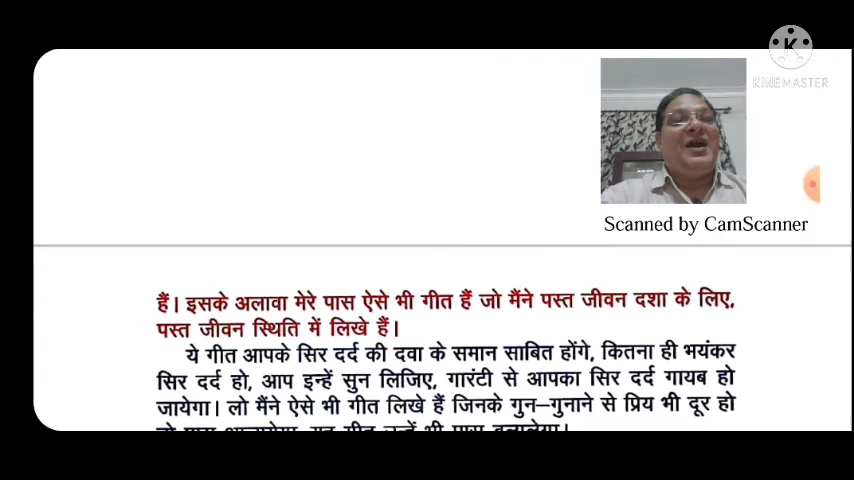 KINEMASTER
Scanned by CamScanner
हैं। इसके अलावा मेरे पास ऐसे भी गीत हैं जो मैंने पस्त जीवन दशा के लिए,
पस्त जीवन स्थिति में लिखे हैं।
ये गीत आपके सिर दर्द की दवा के समान साबित होंगे, कितना ही भयंकर
सिर दर्द हो, आप इन्हें सुन लिजिए, गारंटी से आपका सिर दर्द गायब हो
जायेगा। लो मैंने ऐसे भी गीत लिखे हैं जिनके गुन–गुनाने से प्रिय भी दूर हो